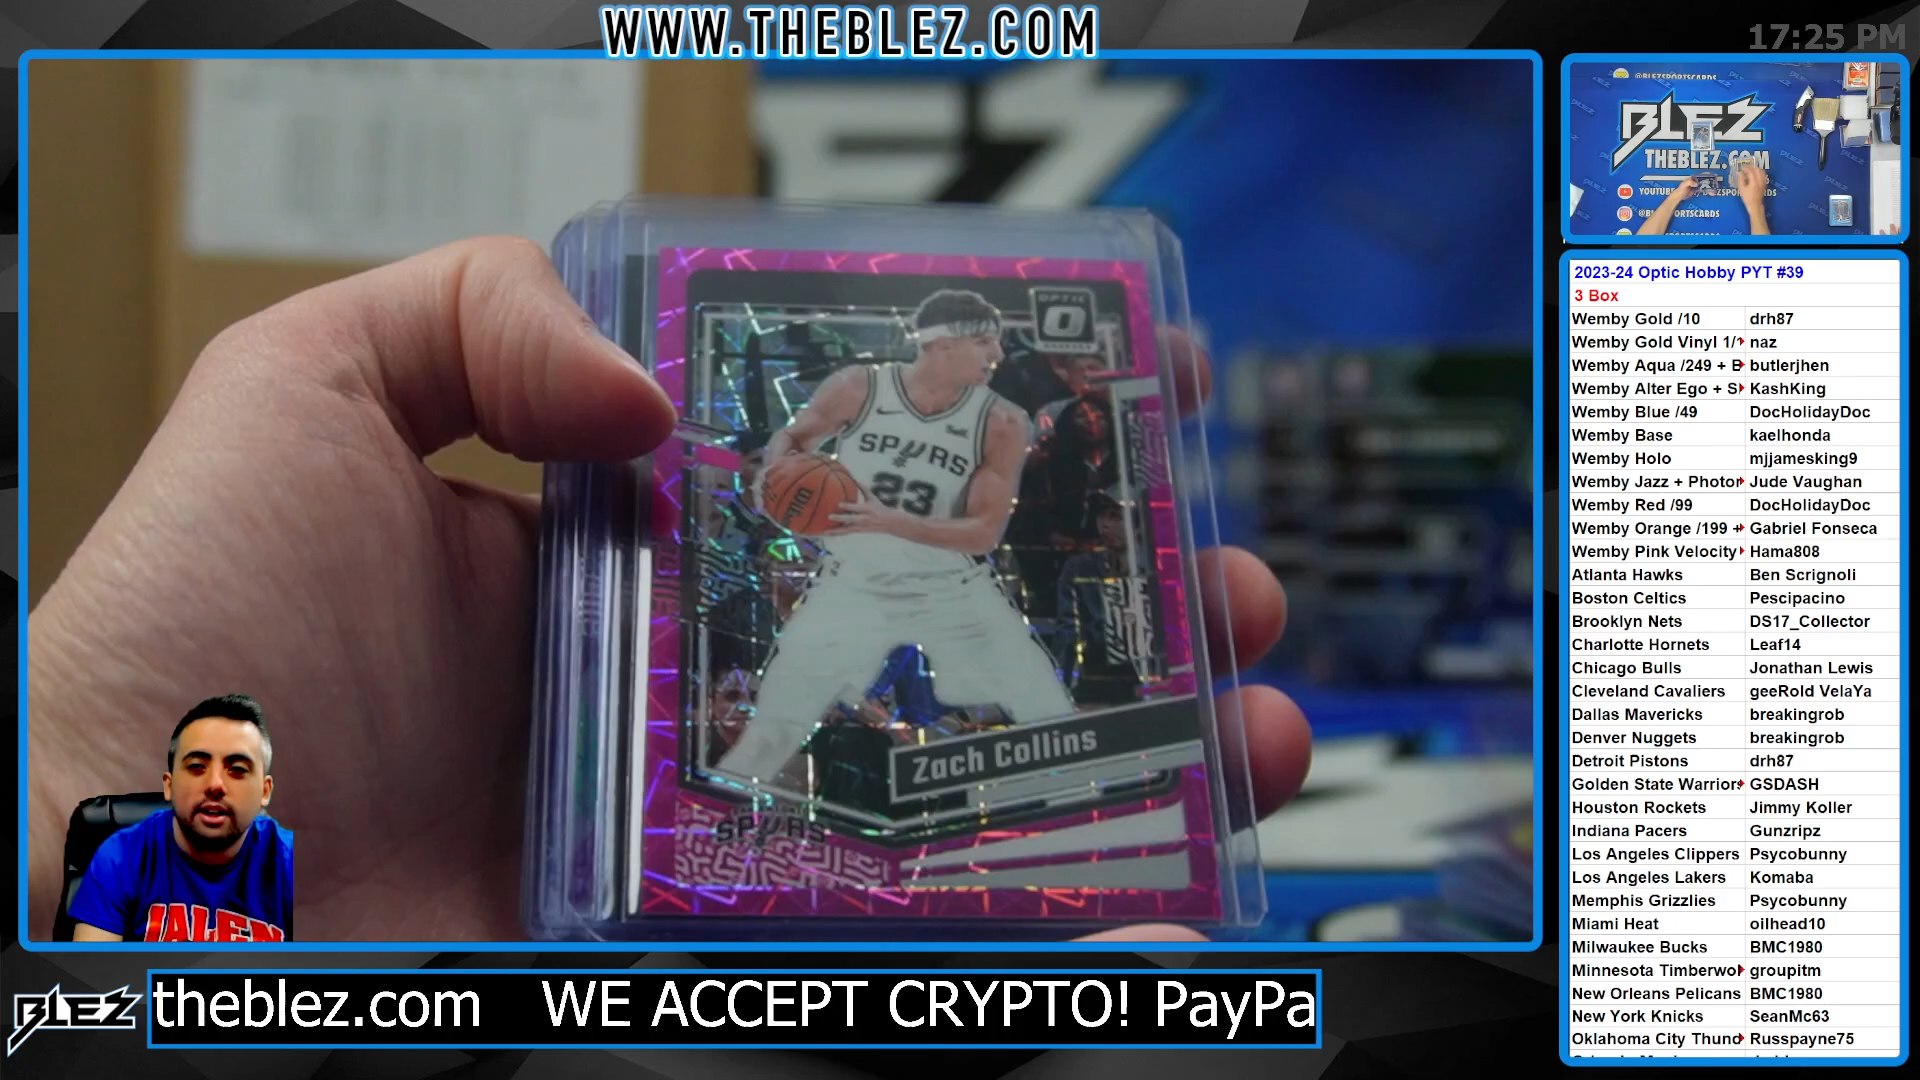 WWW.THEBLEZ.COM
17:25 PM
OPTIC
SPURS
23
Wilson
Zach Collins
SPURS
JALEN
@BLEZSPORTSCARDS
BLEZ
THEBLEZ.COM
2023-24 Optic Hobby PYT #39
3 Box
Wemby Gold /10 drh87
Wemby Gold Vinyl 1/ naz
Wemby Aqua /249 + butlerjhen
Wemby Alter Ego + KashKing
Wemby Blue /49 DocHolidayDoc
Wemby Base kaelhonda
Wemby Holo mjjamesking9
Wemby Jazz + Photo Jude Vaughan
Wemby Red /99 DocHolidayDoc
Wemby Orange /199 + Gabriel Fonseca
Wemby Pink Velocity Hama808
Atlanta Hawks Ben Scrignoli
Boston Celtics Pescipacino
Brooklyn Nets DS17_Collector
Charlotte Hornets Leaf14
Chicago Bulls Jonathan Lewis
Cleveland Cavaliers geeRold VelaYa
Dallas Mavericks breakingrob
Denver Nuggets breakingrob
Detroit Pistons drh87
Golden State Warriors GSDASH
Houston Rockets Jimmy Koller
Indiana Pacers Gunzripz
Los Angeles Clippers Psycobunny
Los Angeles Lakers Komaba
Memphis Grizzlies Psycobunny
Miami Heat oilhead10
Milwaukee Bucks BMC1980
Minnesota Timberwol groupitm
New Orleans Pelicans BMC1980
New York Knicks SeanMc63
Oklahoma City Thund Russpayne75
BLEZ
theblez.com WE ACCEPT CRYPTO! PayPa